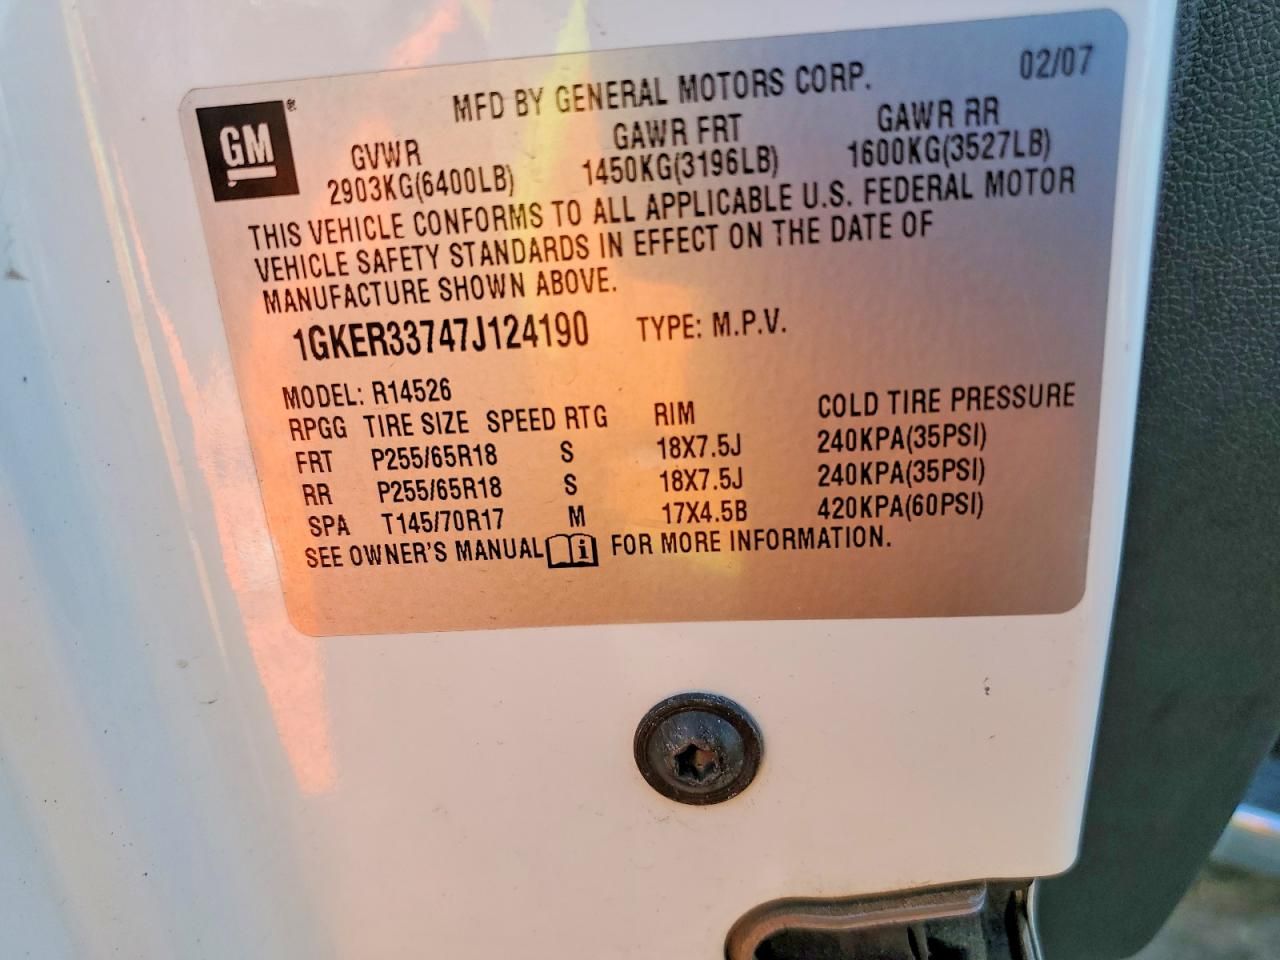 02/07
MFD BY GENERAL MOTORS CORP.
GM®
GVWR GAWR FRT GAWR RR
2903KG(6400LB) 1450KG(3196LB) 1600KG(3527LB)
THIS VEHICLE CONFORMS TO ALL APPLICABLE U.S. FEDERAL MOTOR
VEHICLE SAFETY STANDARDS IN EFFECT ON THE DATE OF
MANUFACTURE SHOWN ABOVE.
1GKER33747J124190 TYPE: M.P.V.
MODEL: R14526
RPGG TIRE SIZE SPEED RTG RIM COLD TIRE PRESSURE
FRT P255/65R18 S 18X7.5J 240KPA(35PSI)
RR P255/65R18 S 18X7.5J 240KPA(35PSI)
SPA T145/70R17 M 17X4.5B 420KPA(60PSI)
SEE OWNER'S MANUAL i FOR MORE INFORMATION.